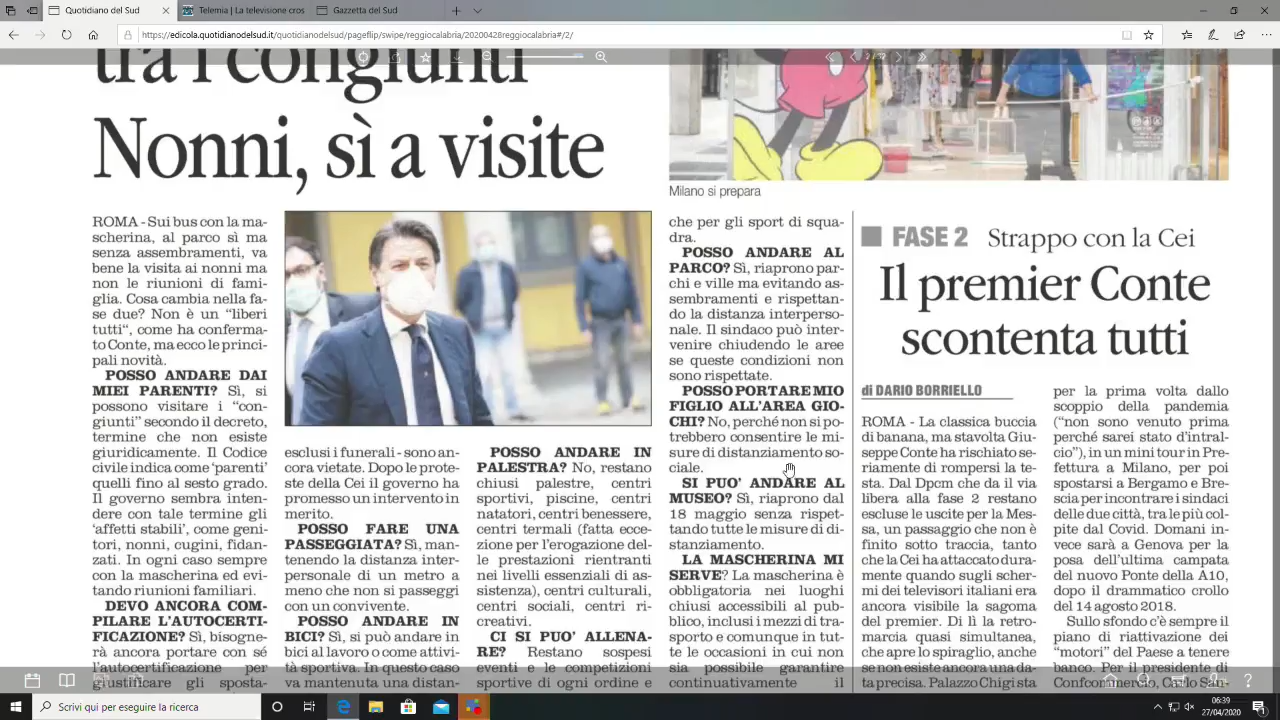 Quotidiano del Sud
Telemia | La televisione cros
Gazzetta del Sud
https://edicola.quotidianodelsud.it/quotidianodelsud/pageflip/swipe/reggiocalabria/20200428reggiocalabria#/2/
tra i congiunti
Nonni, sì a visite
Milano si prepara
ROMA - Sui bus con la ma-
scherina, al parco sì ma
senza assembramenti, va
bene la visita ai nonni ma
non le riunioni di fami-
glia. Cosa cambia nella fa-
se due? Non è un “liberi
tutti“, come ha conferma-
to Conte, ma ecco le princi-
pali novità.
POSSO ANDARE DAI
MIEI PARENTI? Sì, si
possono visitare i “con-
giunti” secondo il decreto,
termine che non esiste
giuridicamente. Il Codice
civile indica come ‘parenti’
quelli fino al sesto grado.
Il governo sembra inten-
dere con tale termine gli
‘affetti stabili’, come geni-
tori, nonni, cugini, fidan-
zati. In ogni caso sempre
con la mascherina ed evi-
tando riunioni familiari.
DEVO ANCORA COM-
PILARE L’AUTOCERTI-
FICAZIONE? Sì, bisogne-
rà ancora portare con sé
l’autocertificazione per
giustificare gli sposta-
esclusi i funerali - sono an-
cora vietate. Dopo le prote-
ste della Cei il governo ha
promesso un intervento in
merito.
POSSO FARE UNA
PASSEGGIATA? Sì, man-
tenendo la distanza inter-
personale di un metro a
meno che non si passeggi
con un convivente.
POSSO ANDARE IN
BICI? Sì, si può andare in
bici al lavoro o come attivi-
tà sportiva. In questo caso
va mantenuta una distan-
POSSO ANDARE IN
PALESTRA? No, restano
chiusi palestre, centri
sportivi, piscine, centri
natatori, centri benessere,
centri termali (fatta ecce-
zione per l’erogazione del-
le prestazioni rientranti
nei livelli essenziali di as-
sistenza), centri culturali,
centri sociali, centri ri-
creativi.
CI SI PUO’ ALLENA-
RE? Restano sospesi
eventi e le competizioni
sportive di ogni ordine e
che per gli sport di squa-
dra.
POSSO ANDARE AL
PARCO? Sì, riaprono par-
chi e ville ma evitando as-
sembramenti e rispettan-
do la distanza interperso-
nale. Il sindaco può inter-
venire chiudendo le aree
se queste condizioni non
sono rispettate.
POSSO PORTARE MIO
FIGLIO ALL’AREA GIO-
CHI? No, perché non si po-
trebbero consentire le mi-
sure di distanziamento so-
ciale.
SI PUO’ ANDARE AL
MUSEO? Sì, riaprono dal
18 maggio senza rispet-
tando tutte le misure di di-
stanziamento.
LA MASCHERINA MI
SERVE? La mascherina è
obbligatoria nei luoghi
chiusi accessibili al pub-
blico, inclusi i mezzi di tra-
sporto e comunque in tut-
te le occasioni in cui non
sia possibile garantire
continuativamente il
FASE 2 Strappo con la Cei
Il premier Conte
scontenta tutti
di DARIO BORRIELLO
ROMA - La classica buccia
di banana, ma stavolta Giu-
seppe Conte ha rischiato se-
riamente di rompersi la te-
sta. Dal Dpcm che da il via
libera alla fase 2 restano
escluse le uscite per la Mes-
sa, un passaggio che non è
finito sotto traccia, tanto
che la Cei ha attaccato dura-
mente quando sugli scher-
mi dei televisori italiani era
ancora visibile la sagoma
del premier. Di lì la retro-
marcia quasi simultanea,
che apre lo spiraglio, anche
se non esiste ancora una da-
ta precisa. Palazzo Chigi sta
per la prima volta dallo
scoppio della pandemia
(“non sono venuto prima
perché sarei stato d’intral-
cio”), in un mini tour in Pre-
fettura a Milano, per poi
spostarsi a Bergamo e Bre-
scia per incontrare i sindaci
delle due città, tra le più col-
pite dal Covid. Domani in-
vece sarà a Genova per la
posa dell’ultima campata
del nuovo Ponte della A10,
dopo il drammatico crollo
del 14 agosto 2018.
Sullo sfondo c’è sempre il
piano di riattivazione dei
“motori” del Paese a tenere
banco. Per il presidente di
Confcommercio, Carlo San-
Scrivi qui per eseguire la ricerca
06:39
27/04/2020